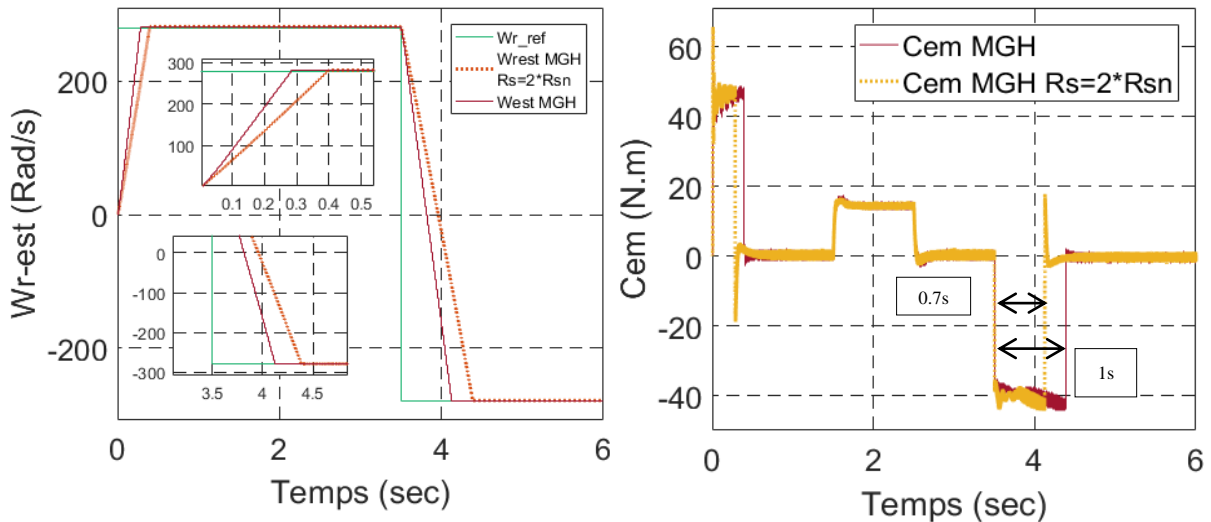 Wr-est (Rad/s)
200
0
-200
0
2
4
6
Temps (sec)
Wr_ref
Wrest MGH
Rs=2*Rsn
West MGH
300
200
100
0.1
0.2
0.3
0.4
0.5
0
-100
-200
-300
3.5
4
4.5
Cem (N.m)
60
40
20
0
-20
-40
0
2
4
6
Temps (sec)
Cem MGH
Cem MGH Rs=2*Rsn
0.7s
1s